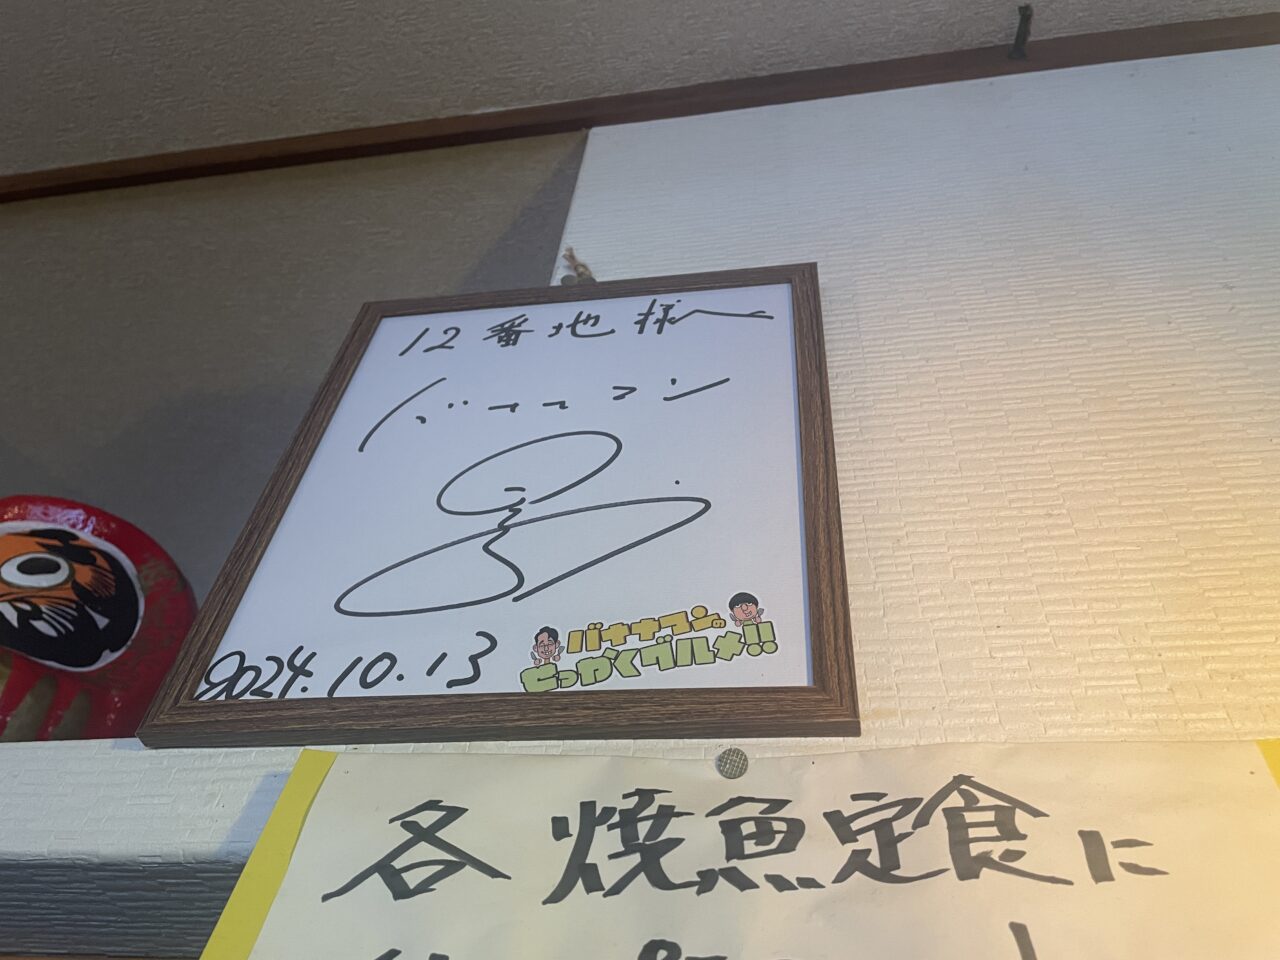 12番地様へ
バナナマン
2024.10.13
バナナマンの
せっかくグルメ!!
各焼魚定食に